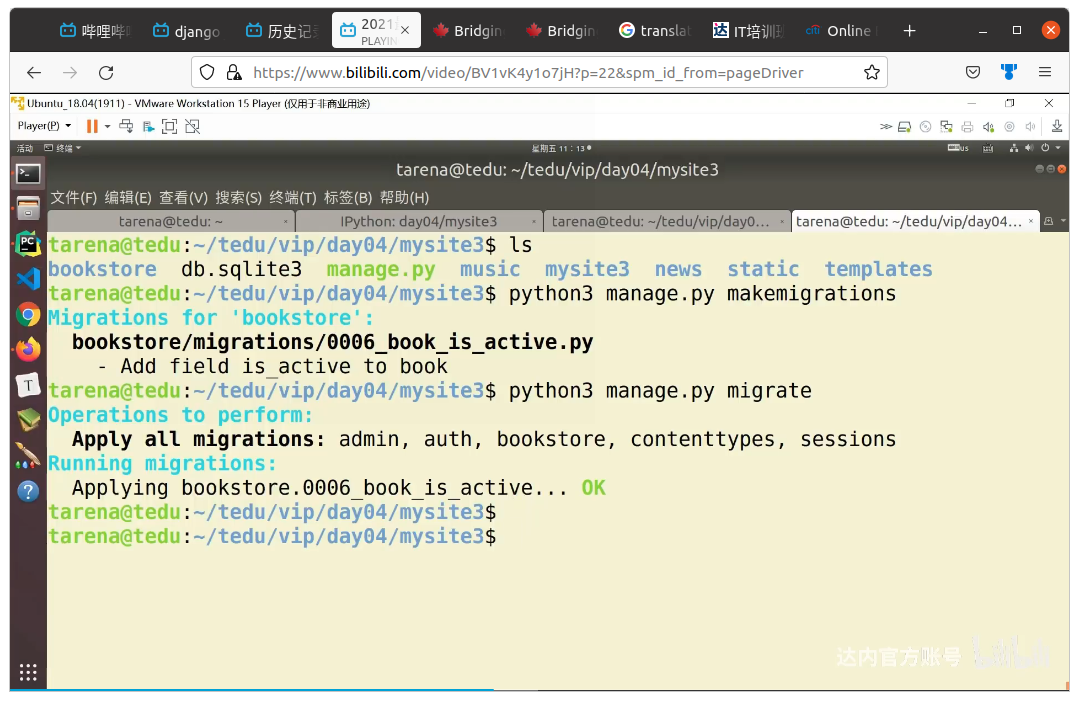 哔哩哔哩 django 历史记录 2021 Bridgin Bridgin translat IT培训班 Online
PLAYIN
https://www.bilibili.com/video/BV1vK4y1o7jH?p=22&spm_id_from=pageDriver
Ubuntu_18.04(1911) - VMware Workstation 15 Player (仅用于非商业用途)
Player(P)
活动 终端 星期五 11：13
tarena@tedu: ~/tedu/vip/day04/mysite3
文件(F) 编辑(E) 查看(V) 搜索(S) 终端(T) 标签(B) 帮助(H)
tarena@tedu: ~ IPython: day04/mysite3 tarena@tedu: ~/tedu/vip/day0... tarena@tedu: ~/tedu/vip/day04...
tarena@tedu:~/tedu/vip/day04/mysite3$ ls
bookstore db.sqlite3 manage.py music mysite3 news static templates
tarena@tedu:~/tedu/vip/day04/mysite3$ python3 manage.py makemigrations
Migrations for 'bookstore':
bookstore/migrations/0006_book_is_active.py
- Add field is_active to book
tarena@tedu:~/tedu/vip/day04/mysite3$ python3 manage.py migrate
Operations to perform:
Apply all migrations: admin, auth, bookstore, contenttypes, sessions
Running migrations:
Applying bookstore.0006_book_is_active... OK
tarena@tedu:~/tedu/vip/day04/mysite3$
tarena@tedu:~/tedu/vip/day04/mysite3$
达内官方账号